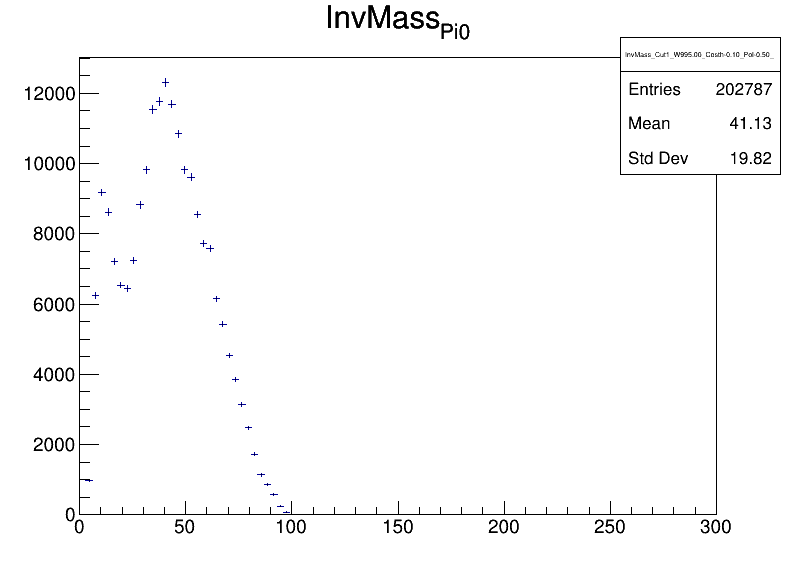 InvMass_Pi0
InvMass_Cut1_W995.00_Costh-0.10_Pol-0.50_
Entries 202787
Mean 41.13
Std Dev 19.82
12000
10000
8000
6000
4000
2000
0
0 50 100 150 200 250 300